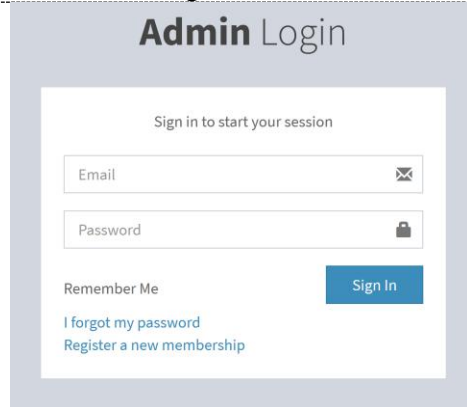 Admin Login
Sign in to start your session
Email
Password
Remember Me
Sign In
I forgot my password
Register a new membership